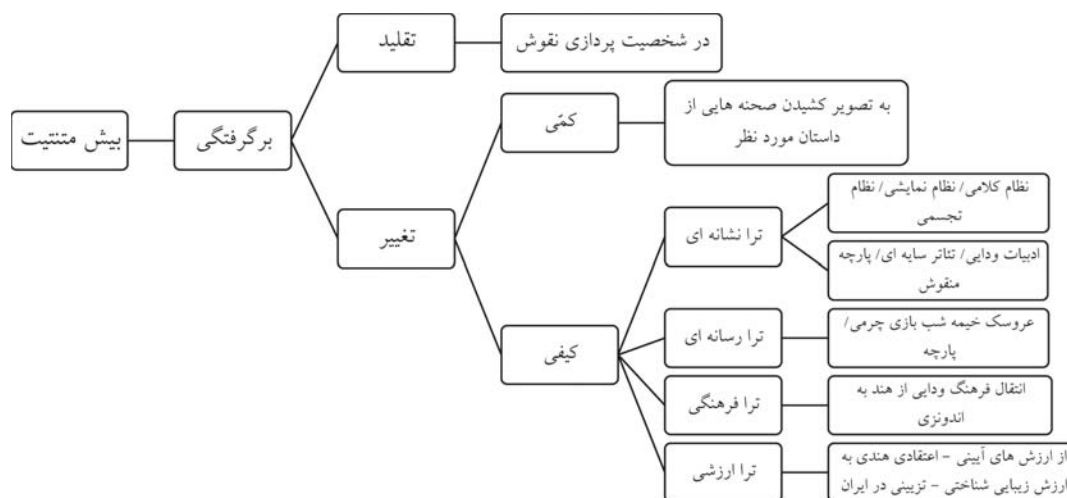 بیش متنتیت
برگرفتگی
تقلید
در شخصیت پردازی نقوش
تغییر
کمّی
به تصویر کشیدن صحنه هایی از
داستان مورد نظر
کیفی
ترا نشانه ای
نظام کلامی/ نظام نمایشی/ نظام
تجسمی
ادبیات ودایی/ تئاتر سایه ای/ پارچه
منقوش
ترا رسانه ای
عروسک خیمه شب بازی چرمی/
پارچه
ترا فرهنگی
انتقال فرهنگ ودایی از هند به
اندونزی
ترا ارزشی
از ارزش های آیینی – اعتقادی هندی به
ارزش زیبایی شناختی – تزیینی در ایران